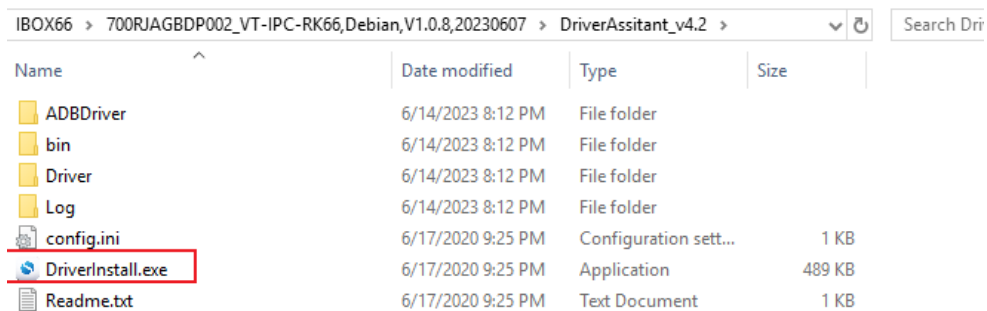 IBOX66 > 700RJAGBDP002_VT-IPC-RK66,Debian,V1.0.8,20230607 > DriverAssitant_v4.2 > Search Dri
Name Date modified Type Size
ADBDriver 6/14/2023 8:12 PM File folder
bin 6/14/2023 8:12 PM File folder
Driver 6/14/2023 8:12 PM File folder
Log 6/14/2023 8:12 PM File folder
config.ini 6/17/2020 9:25 PM Configuration sett... 1 KB
DriverInstall.exe 6/17/2020 9:25 PM Application 489 KB
Readme.txt 6/17/2020 9:25 PM Text Document 1 KB